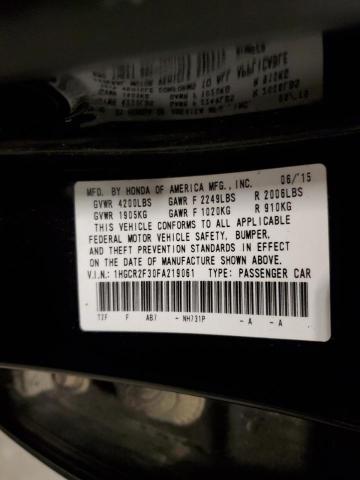 MFD. BY HONDA OF AMERICA MFG., INC. 06/15
GVWR 4200LBS GAWR F 2249LBS R 2006LBS
GVWR 1905KG GAWR F 1020KG R 910KG
THIS VEHICLE CONFORMS TO ALL APPLICABLE
FEDERAL MOTOR VEHICLE SAFETY, BUMPER,
AND THEFT PREVENTION STANDARDS IN EFFECT
ON THE DATE OF MANUFACTURE SHOWN ABOVE.
V.I.N.: 1HGCR2F30FA219061 TYPE: PASSENGER CAR
T2F F AB7 - NH731P - A - A